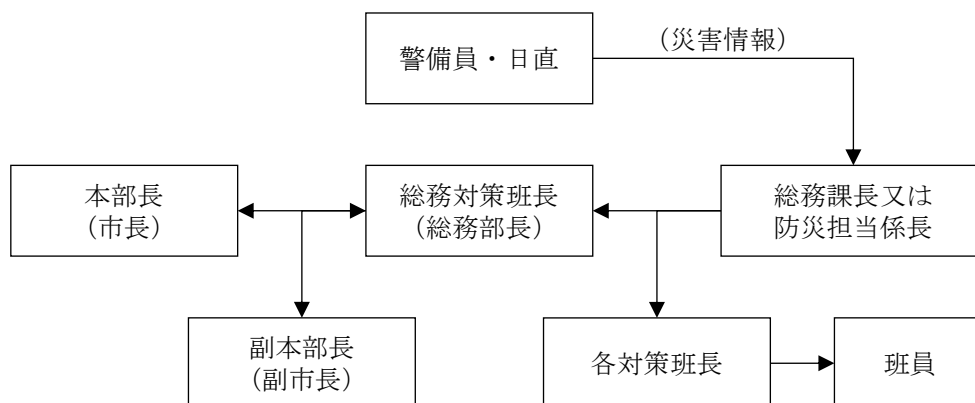 (災害情報)
警備員・日直
本部長
(市長)
総務対策班長
(総務部長)
総務課長又は
防災担当係長
副本部長
(副市長)
各対策班長
班員